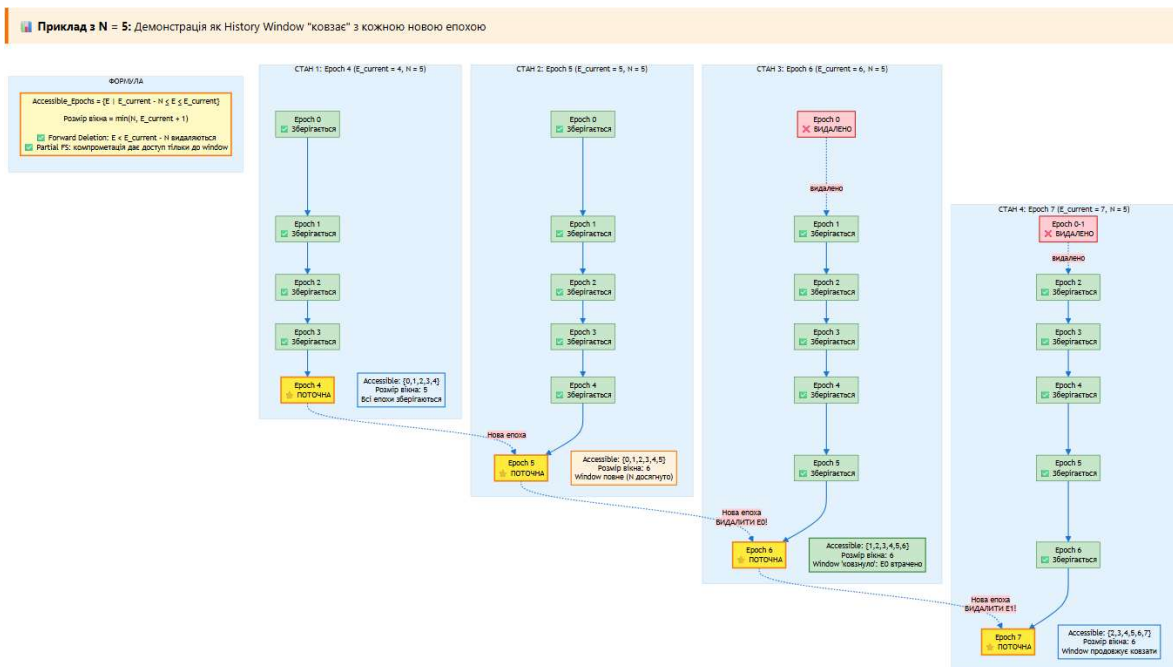 📊 Приклад з N = 5: Демонстрація як History Window "ковзає" з кожною новою епохою
ФОРМУЛА
Accessible_Epochs = {E | E_current - N ≤ E ≤ E_current}
Розмір вікна = min(N, E_current + 1)
✅ Forward Deletion: E < E_current - N видаляються
✅ Partial FS: компрометація дає доступ тільки до window
СТАН 1: Epoch 4 (E_current = 4, N = 5)
Epoch 0
✅ Зберігається
Epoch 1
✅ Зберігається
Epoch 2
✅ Зберігається
Epoch 3
✅ Зберігається
Epoch 4
⭐ ПОТОЧНА
Accessible: {0,1,2,3,4}
Розмір вікна: 5
Всі епохи зберігаються
Нова епоха
СТАН 2: Epoch 5 (E_current = 5, N = 5)
Epoch 0
✅ Зберігається
Epoch 1
✅ Зберігається
Epoch 2
✅ Зберігається
Epoch 3
✅ Зберігається
Epoch 4
✅ Зберігається
Epoch 5
⭐ ПОТОЧНА
Accessible: {0,1,2,3,4,5}
Розмір вікна: 6
Window повне (N досягнуто)
Нова епоха
ВИДАЛИТИ E0!
СТАН 3: Epoch 6 (E_current = 6, N = 5)
Epoch 0
❌ ВИДАЛЕНО
видалено
Epoch 1
✅ Зберігається
Epoch 2
✅ Зберігається
Epoch 3
✅ Зберігається
Epoch 4
✅ Зберігається
Epoch 5
✅ Зберігається
Epoch 6
⭐ ПОТОЧНА
Accessible: {1,2,3,4,5,6}
Розмір вікна: 6
Window 'ковзнуло': E0 втрачено
Нова епоха
ВИДАЛИТИ E1!
СТАН 4: Epoch 7 (E_current = 7, N = 5)
Epoch 0-1
❌ ВИДАЛЕНО
видалено
Epoch 2
✅ Зберігається
Epoch 3
✅ Зберігається
Epoch 4
✅ Зберігається
Epoch 5
✅ Зберігається
Epoch 6
✅ Зберігається
Epoch 7
⭐ ПОТОЧНА
Accessible: {2,3,4,5,6,7}
Розмір вікна: 6
Window продовжує ковзати